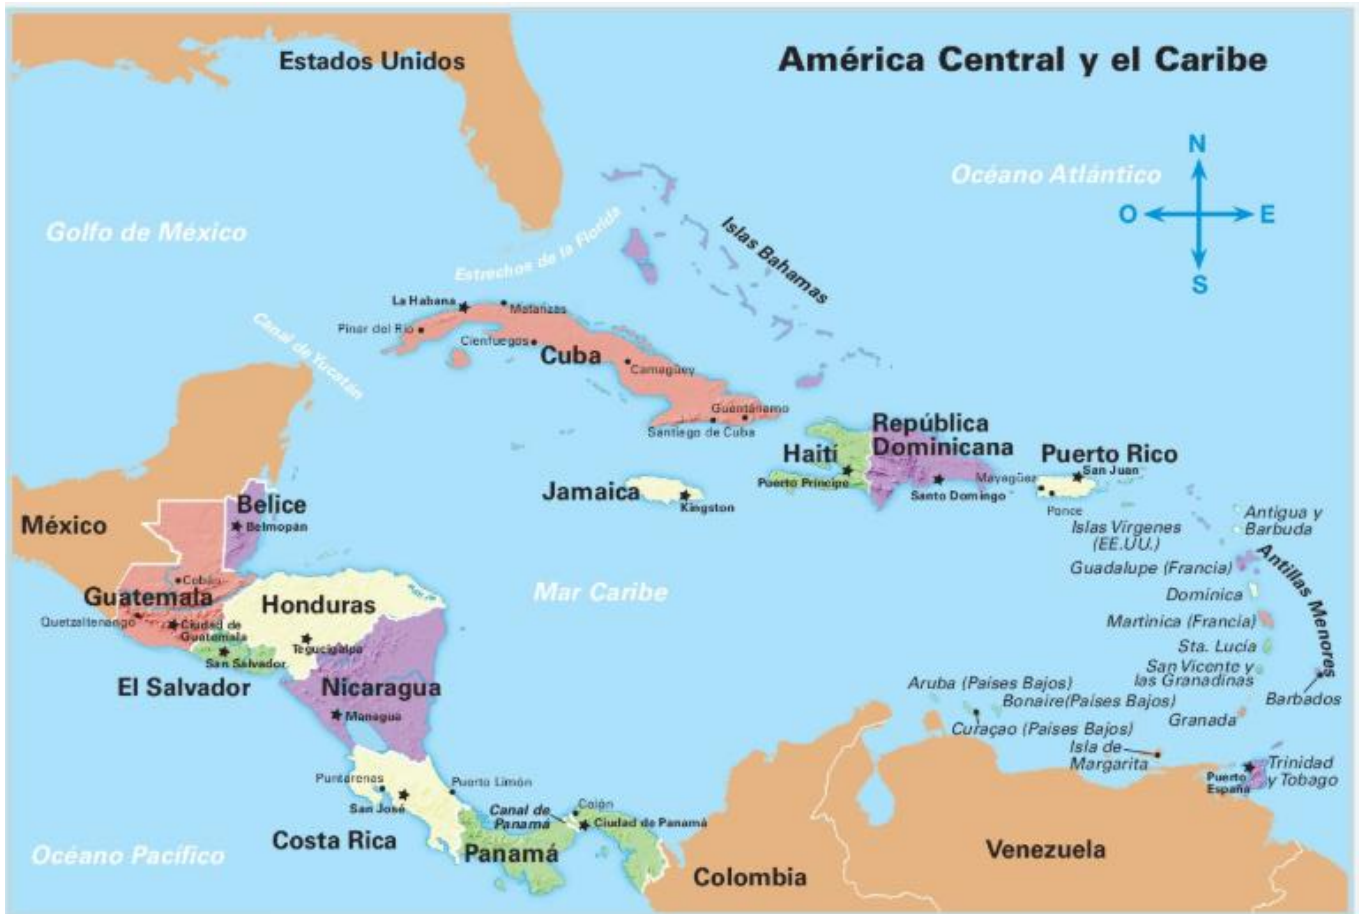 Estados Unidos
América Central y el Caribe
N
O
E
S
Océano Atlántico
Golfo de México
Estrechos de la Florida
Islas Bahamas
La Habana
Matanzas
Pinar del Río
Cienfuegos
Canal de Yucatán
Cuba
Camagüey
Guantánamo
Santiago de Cuba
República
Dominicana
Haití
Puerto Príncipe
Santo Domingo
Puerto Rico
San Juan
Mayagüez
Ponce
Jamaica
Kingston
México
Belice
Belmopán
Islas Vírgenes
(EE.UU.)
Antigua y
Barbuda
Antillas Menores
Guadalupe (Francia)
Dominica
Martinica (Francia)
Sta. Lucía
San Vicente y
las Granadinas
Barbados
Granada
Mar Caribe
Cobán
Guatemala
Quetzaltenango
Ciudad de
Guatemala
Honduras
Tegucigalpa
San Salvador
El Salvador
Nicaragua
Managua
Aruba (Países Bajos)
Bonaire(Países Bajos)
Curaçao (Países Bajos)
Isla de
Margarita
Puerto
España
Trinidad
y Tobago
Puntarenas
Puerto Limón
San José
Costa Rica
Canal de
Panamá
Colón
Ciudad de Panamá
Panamá
Océano Pacífico
Colombia
Venezuela